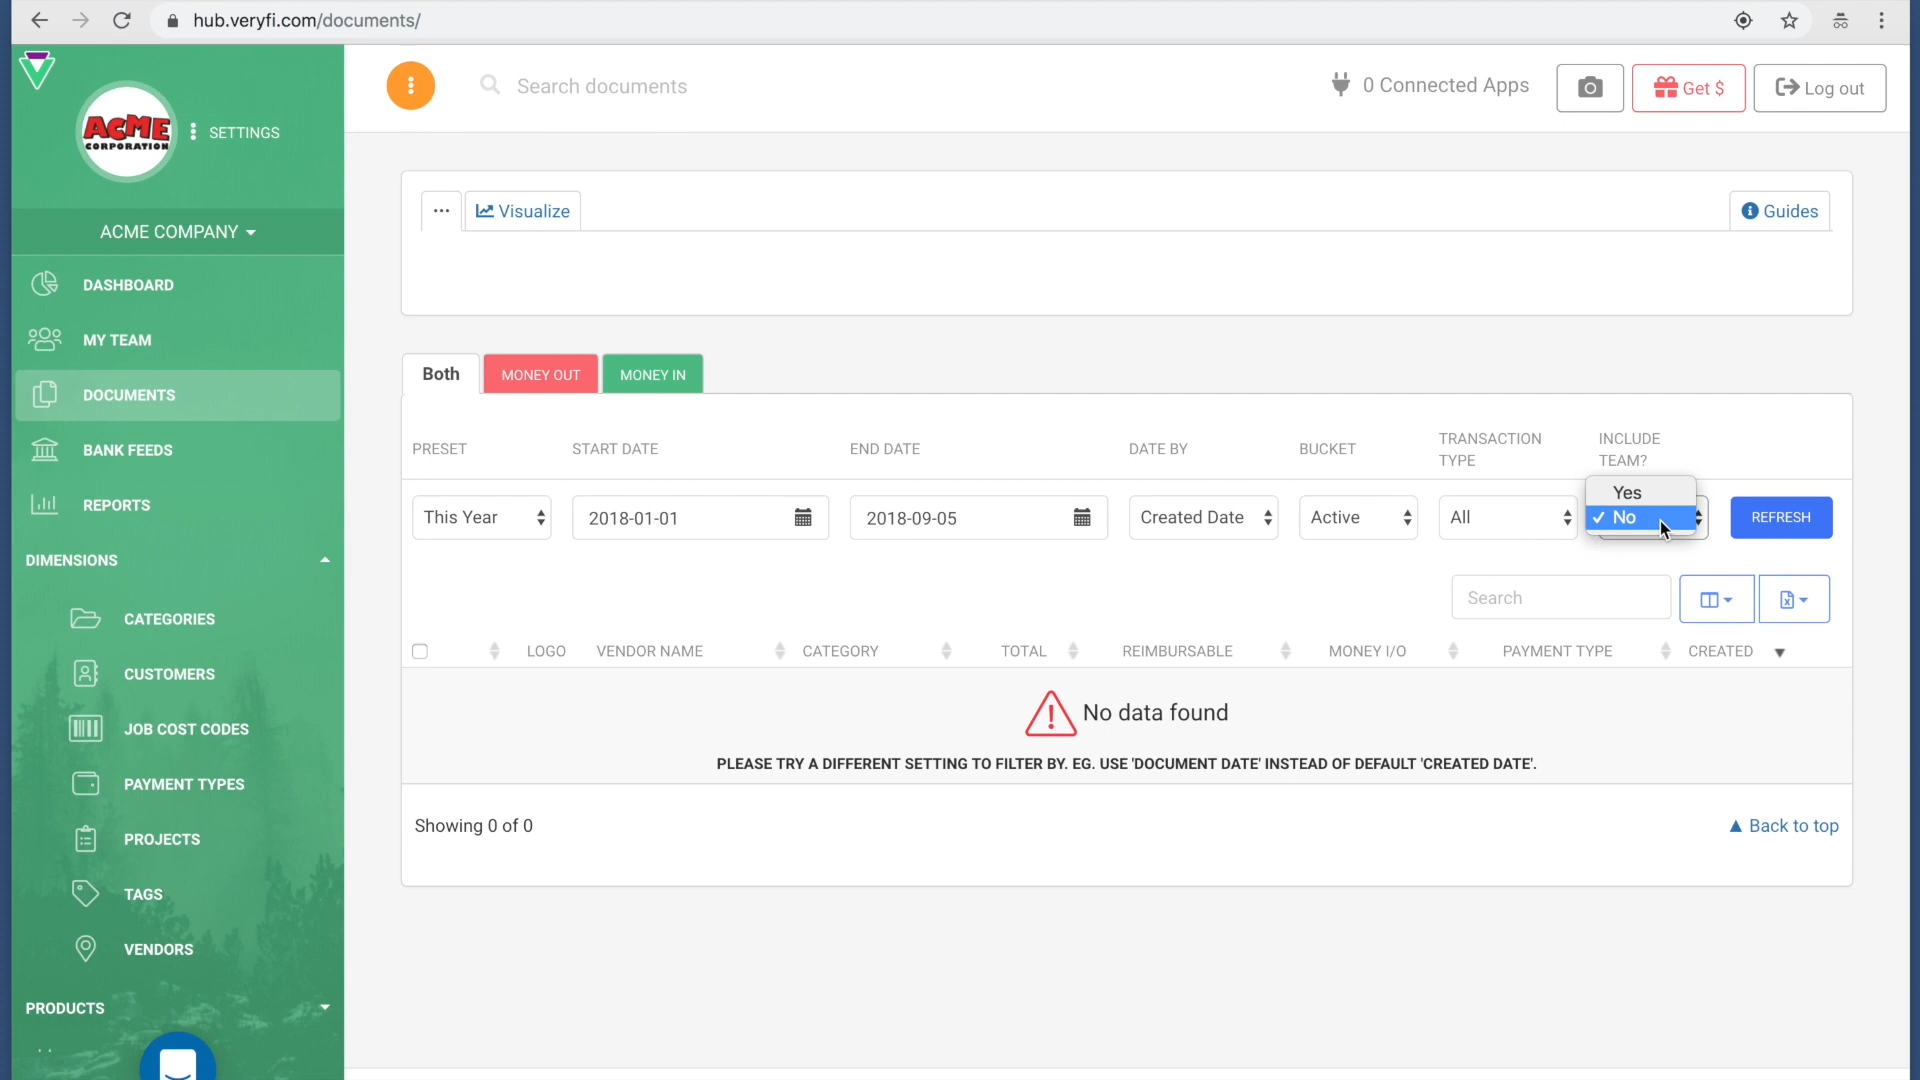 hub.veryfi.com/documents/
ACME
CORPORATION
SETTINGS
Search documents
0 Connected Apps
Get $
Log out
ACME COMPANY
DASHBOARD
MY TEAM
DOCUMENTS
BANK FEEDS
REPORTS
DIMENSIONS
CATEGORIES
CUSTOMERS
JOB COST CODES
PAYMENT TYPES
PROJECTS
TAGS
VENDORS
PRODUCTS
... Visualize
Guides
Both MONEY OUT MONEY IN
PRESET START DATE END DATE DATE BY BUCKET TRANSACTION TYPE INCLUDE TEAM?
Yes
This Year 2018-01-01 2018-09-05 Created Date Active All No REFRESH
Search
LOGO VENDOR NAME CATEGORY TOTAL REIMBURSABLE MONEY I/O PAYMENT TYPE CREATED
No data found
PLEASE TRY A DIFFERENT SETTING TO FILTER BY. EG. USE 'DOCUMENT DATE' INSTEAD OF DEFAULT 'CREATED DATE'.
Showing 0 of 0
Back to top